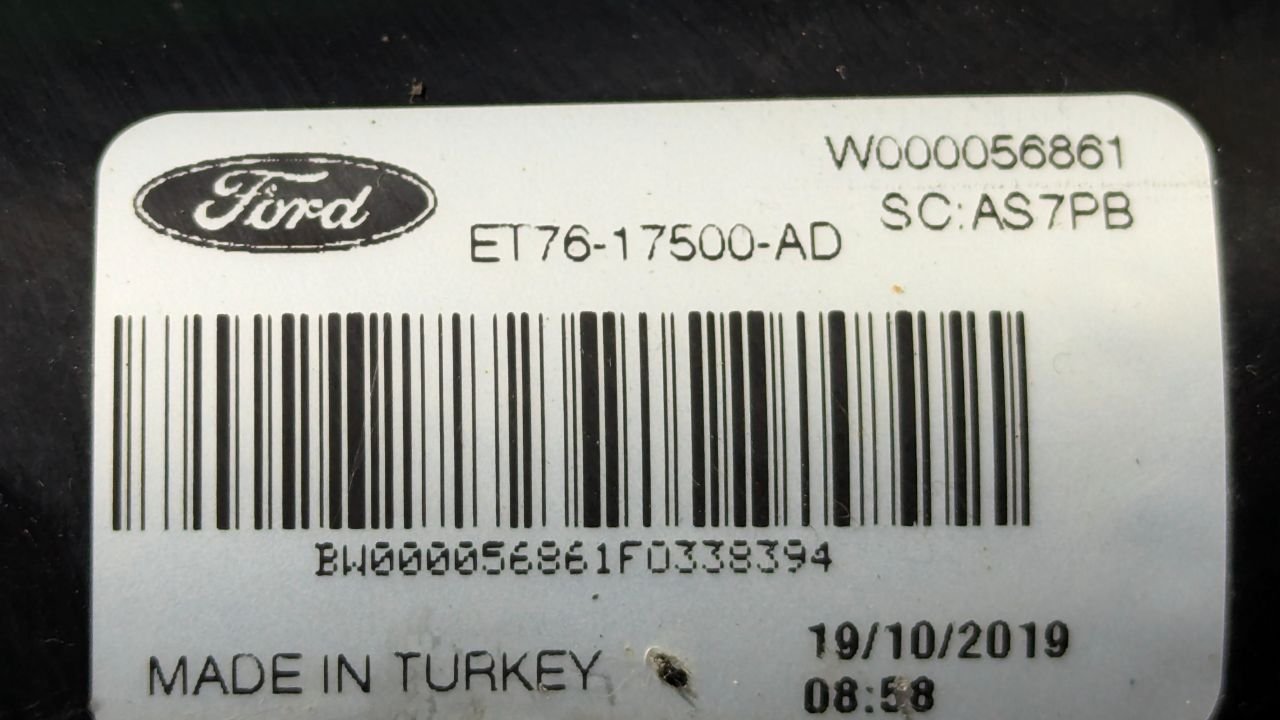 Ford
W000056861
SC:AS7PB
ET76-17500-AD
BW000056861F0338394
MADE IN TURKEY
19/10/2019
08:58